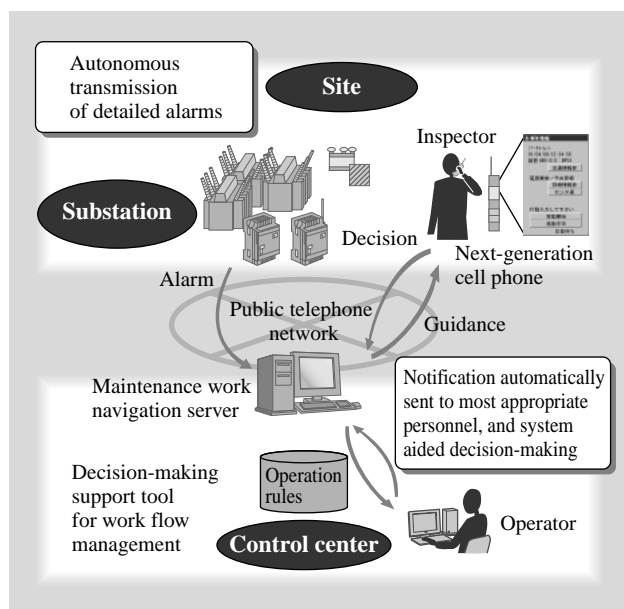 Autonomous
transmission
of detailed alarms
Site
Inspector
Substation
Decision
Next-generation
cell phone
Alarm
Public telephone
network
Guidance
Maintenance work
navigation server
Notification automatically
sent to most appropriate
personnel, and system
aided decision-making
Decision-making
support tool
for work flow
management
Operation
rules
Operator
Control center